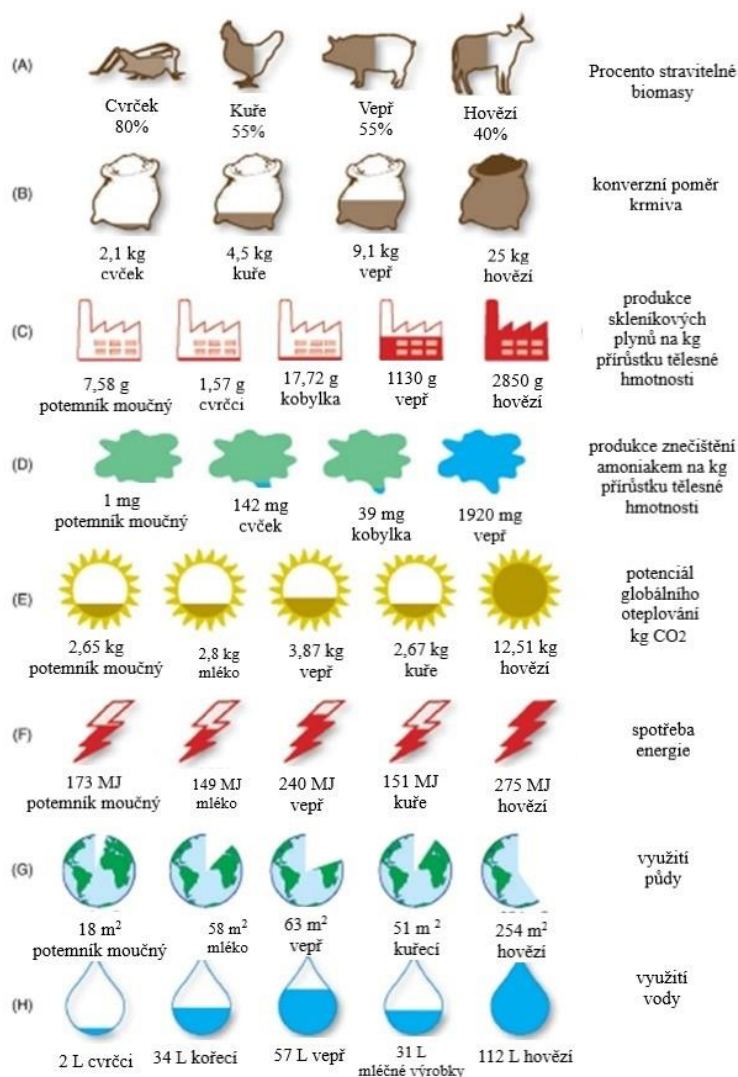 (A)
Cvrček
80%
Kuře
55%
Vepř
55%
Hovězí
40%
Procento stravitelné
biomasy
(B)
2,1 kg
cvček
4,5 kg
kuře
9,1 kg
vepř
25 kg
hovězí
konverzní poměr
krmiva
(C)
7,58 g
potemník moučný
1,57 g
cvrčci
17,72 g
kobylka
1130 g
vepř
2850 g
hovězí
produkce
skleníkových
plynů na kg
přírůstku tělesné
hmotnosti
(D)
1 mg
potemník moučný
142 mg
cvček
39 mg
kobylka
1920 mg
vepř
produkce znečištění
amoniakem na kg
přírůstku tělesné
hmotnosti
(E)
2,65 kg
potemník moučný
2,8 kg
mléko
3,87 kg
vepř
2,67 kg
kuře
12,51 kg
hovězí
potenciál
globálního
oteplování
kg CO2
(F)
173 MJ
potemník moučný
149 MJ
mléko
240 MJ
vepř
151 MJ
kuře
275 MJ
hovězí
spotřeba
energie
(G)
18 m²
potemník moučný
58 m²
mléko
63 m²
vepř
51 m ²
kuřecí
254 m²
hovězí
využití
půdy
(H)
2 L cvrčci
34 L kořecí
57 L vepř
31 L
mléčné výrobky
112 L hovězí
využití
vody